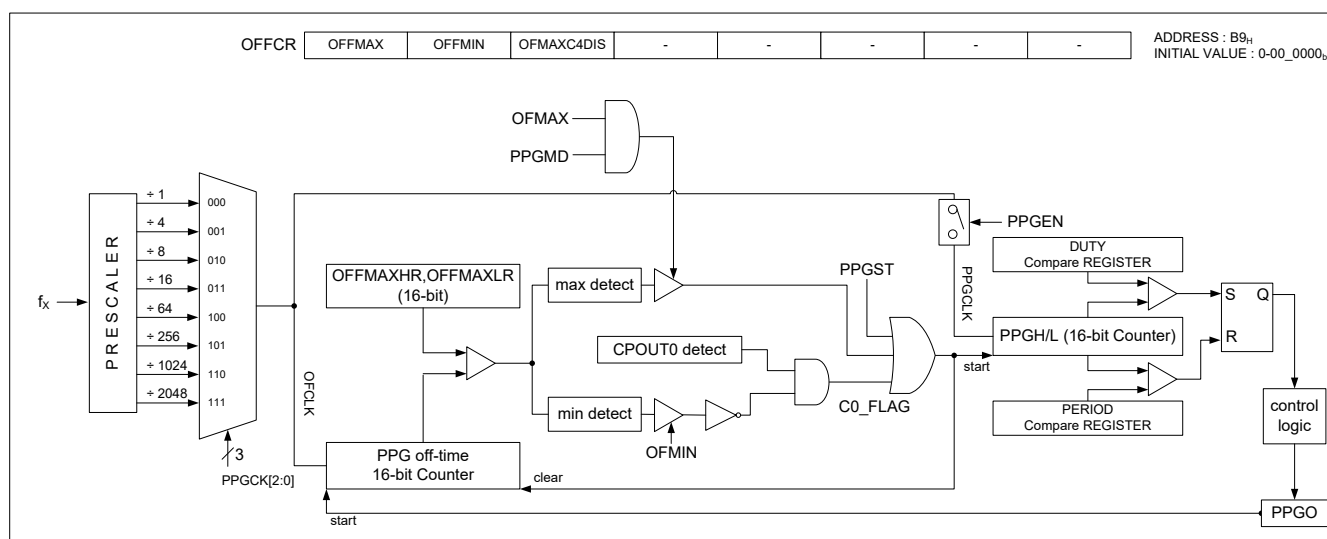 OFFCR OFFMAX OFFMIN OFMAXC4DIS - - - - -
ADDRESS : B9H
INITIAL VALUE : 0-00_0000b
OFMAX
PPGMD
PRESCALER
fX
÷ 1
÷ 4
÷ 8
÷ 16
÷ 64
÷ 256
÷ 1024
÷ 2048
000
001
010
011
100
101
110
111
3
PPGCK[2:0]
OFCLK
OFFMAXHR,OFFMAXLR
(16-bit)
PPG off-time
16-bit Counter
start
clear
max detect
CPOUT0 detect
min detect
OFMIN
PPGST
C0_FLAG
PPGEN
PPGCLK
start
DUTY
Compare REGISTER
PPGH/L (16-bit Counter)
PERIOD
Compare REGISTER
S Q
R
control
logic
PPGO